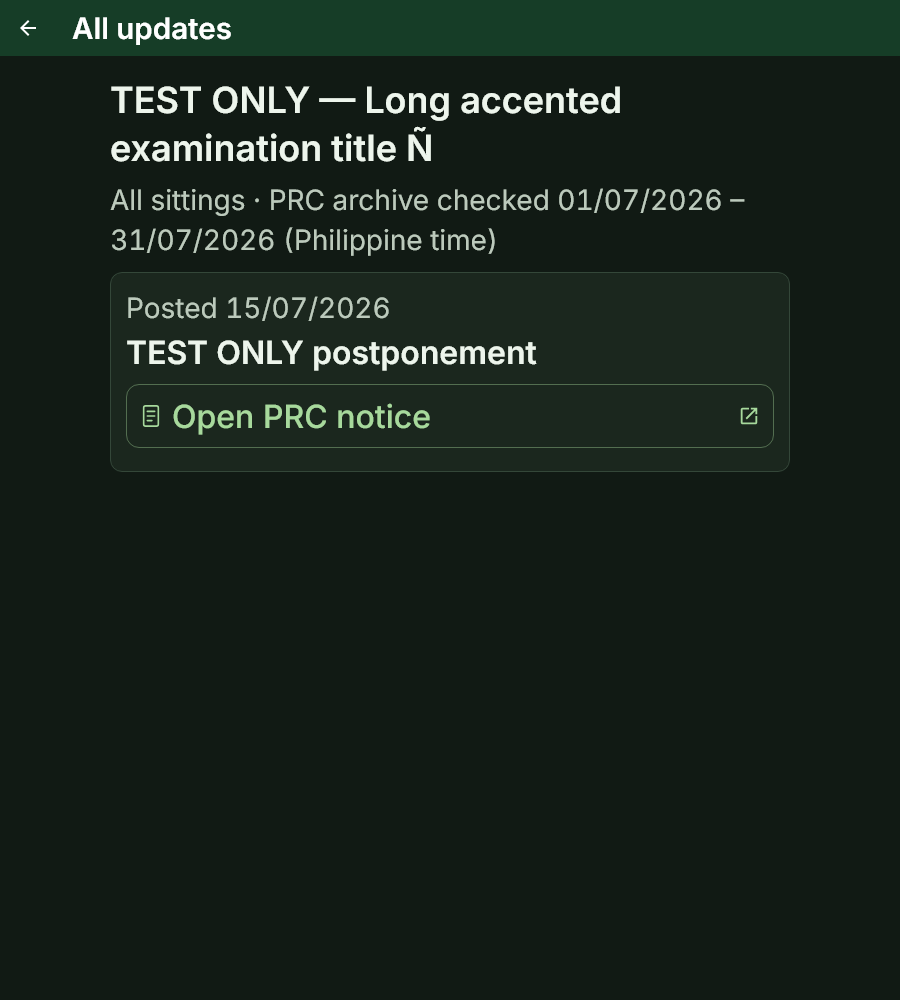 All updates
TEST ONLY — Long accented
examination title Ñ
All sittings · PRC archive checked 01/07/2026 –
31/07/2026 (Philippine time)
Posted 15/07/2026
TEST ONLY postponement
Open PRC notice